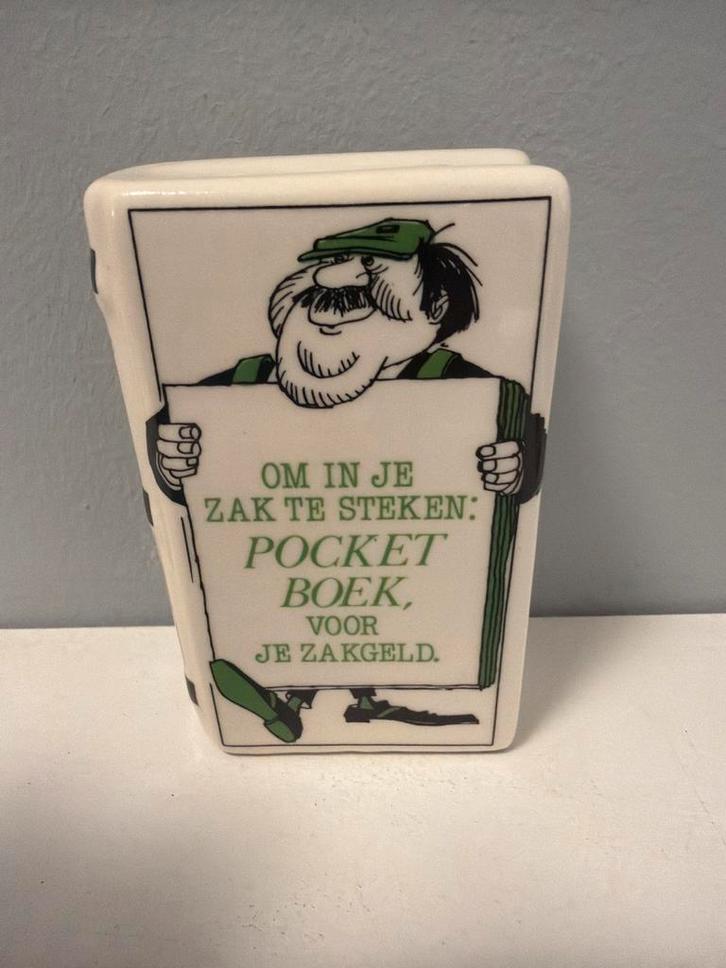 OM IN JE
ZAK TE STEKEN:
POCKET
BOEK,
VOOR
JE ZAKGELD.